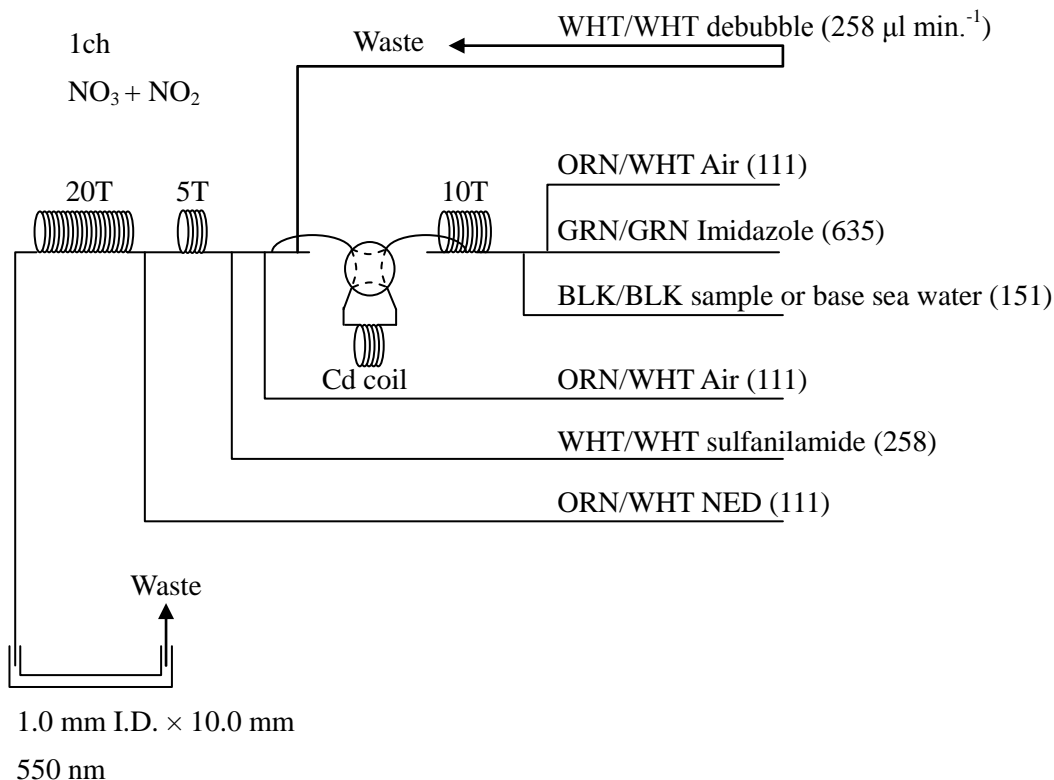 1ch
NO₃ + NO₂
Waste
WHT/WHT debubble (258 μl min.⁻¹)
ORN/WHT Air (111)
20T
5T
10T
GRN/GRN Imidazole (635)
BLK/BLK sample or base sea water (151)
Cd coil
ORN/WHT Air (111)
WHT/WHT sulfanilamide (258)
ORN/WHT NED (111)
Waste
1.0 mm I.D. × 10.0 mm
550 nm